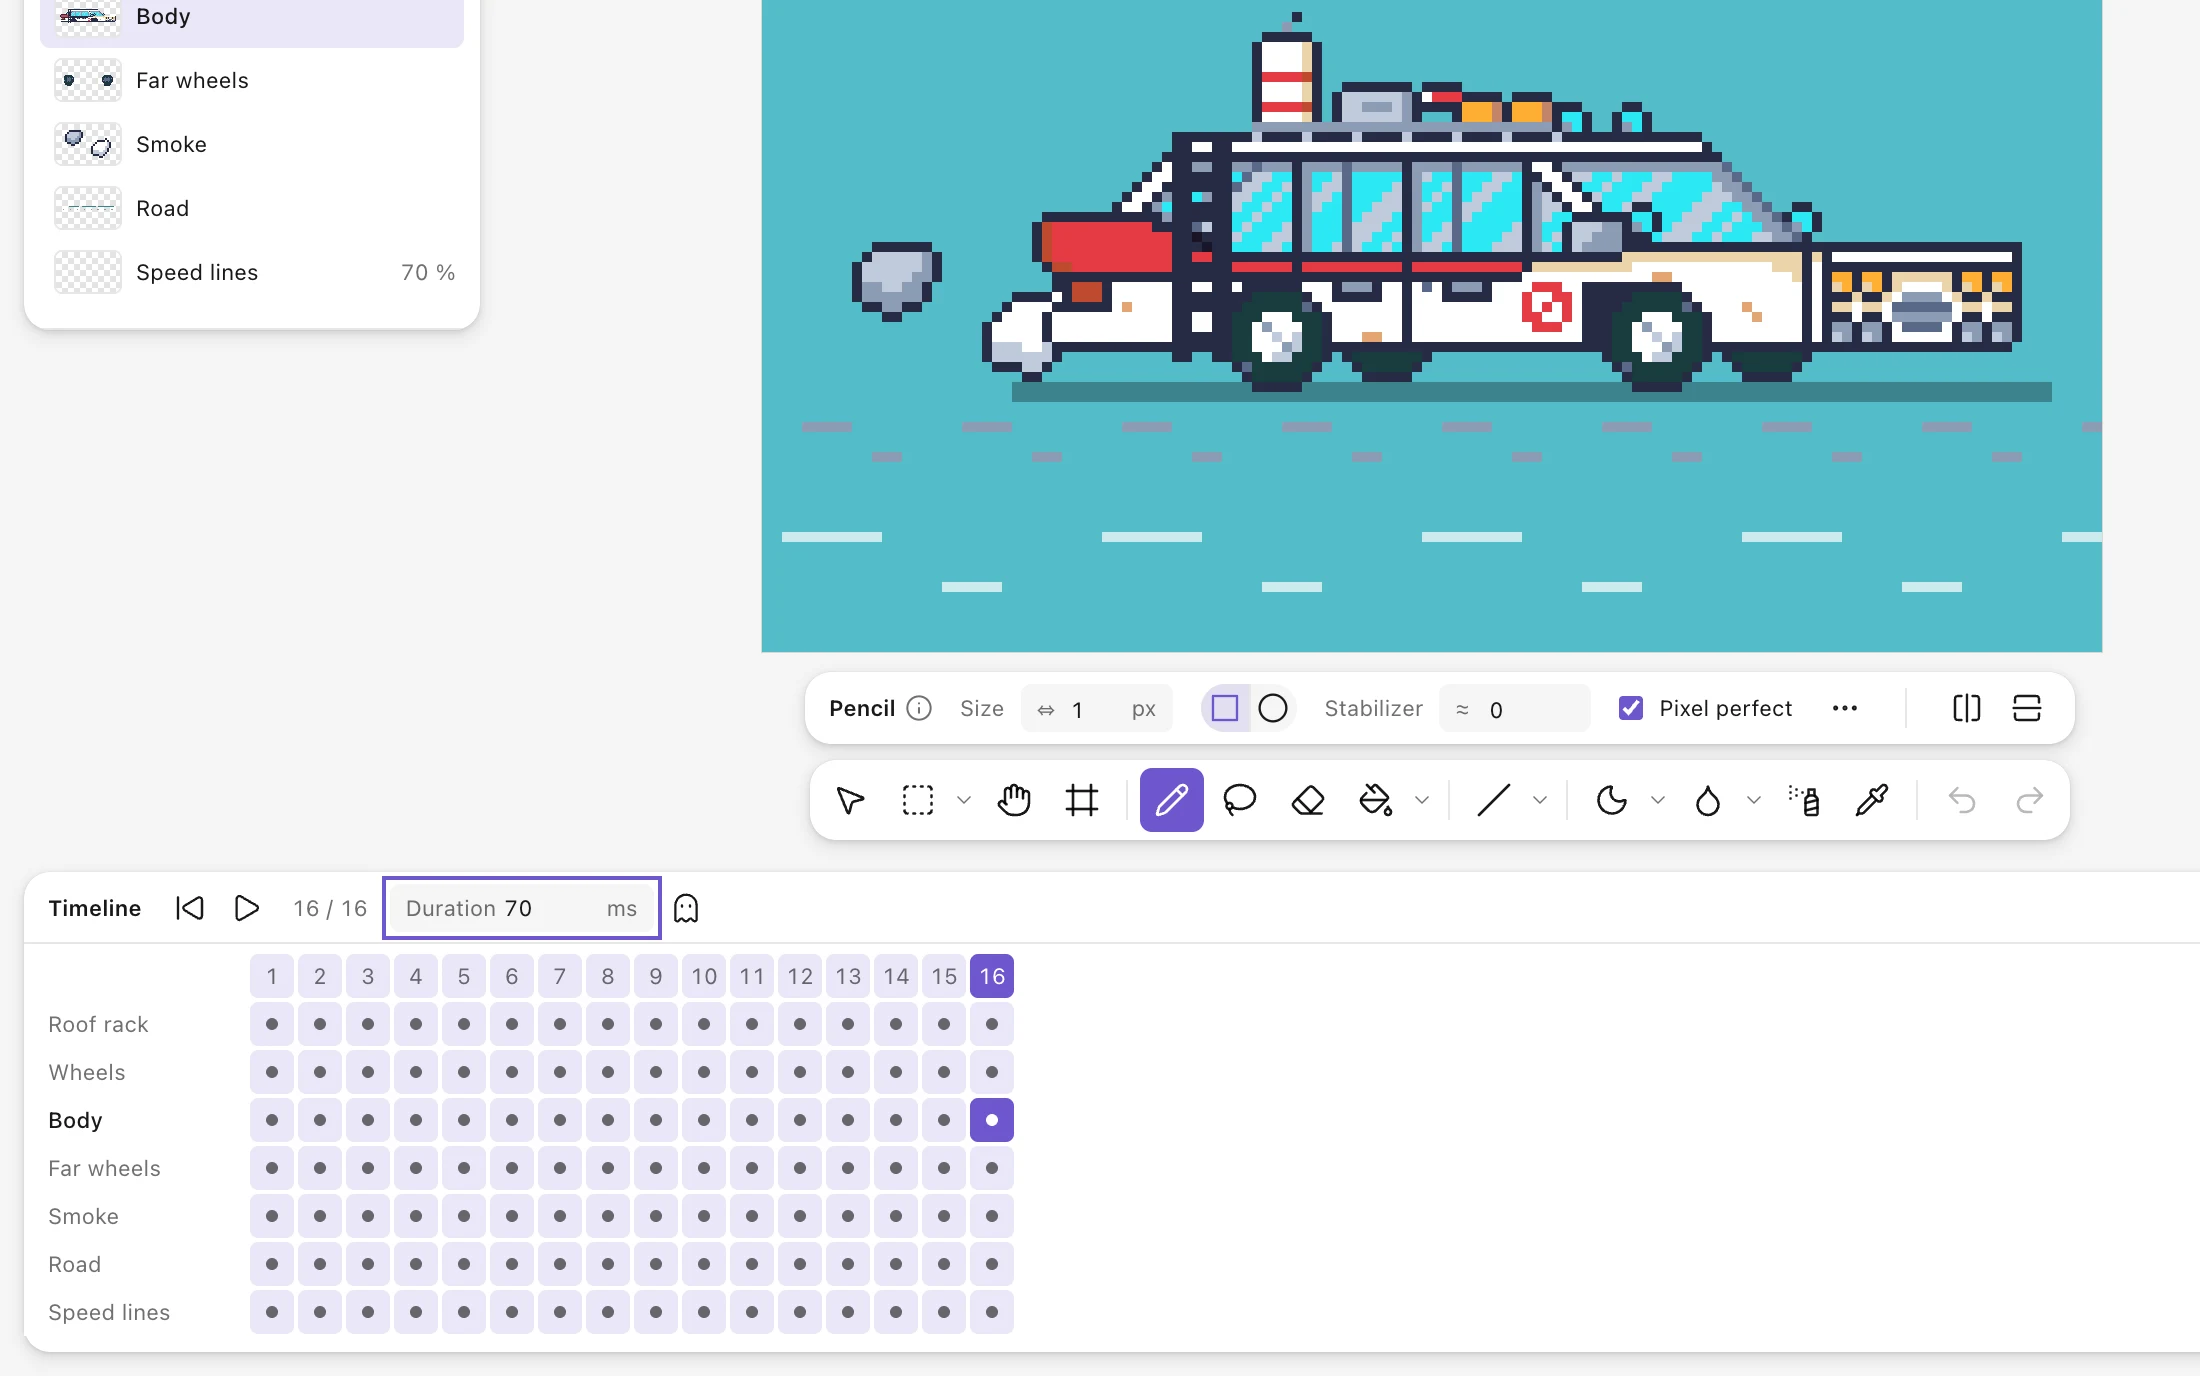 Body
Far wheels
Smoke
Road
Speed lines 70 %
Pencil Size 1 px Stabilizer ≈ 0 Pixel perfect
Timeline 16 / 16 Duration 70 ms
1 2 3 4 5 6 7 8 9 10 11 12 13 14 15 16
Roof rack
Wheels
Body
Far wheels
Smoke
Road
Speed lines